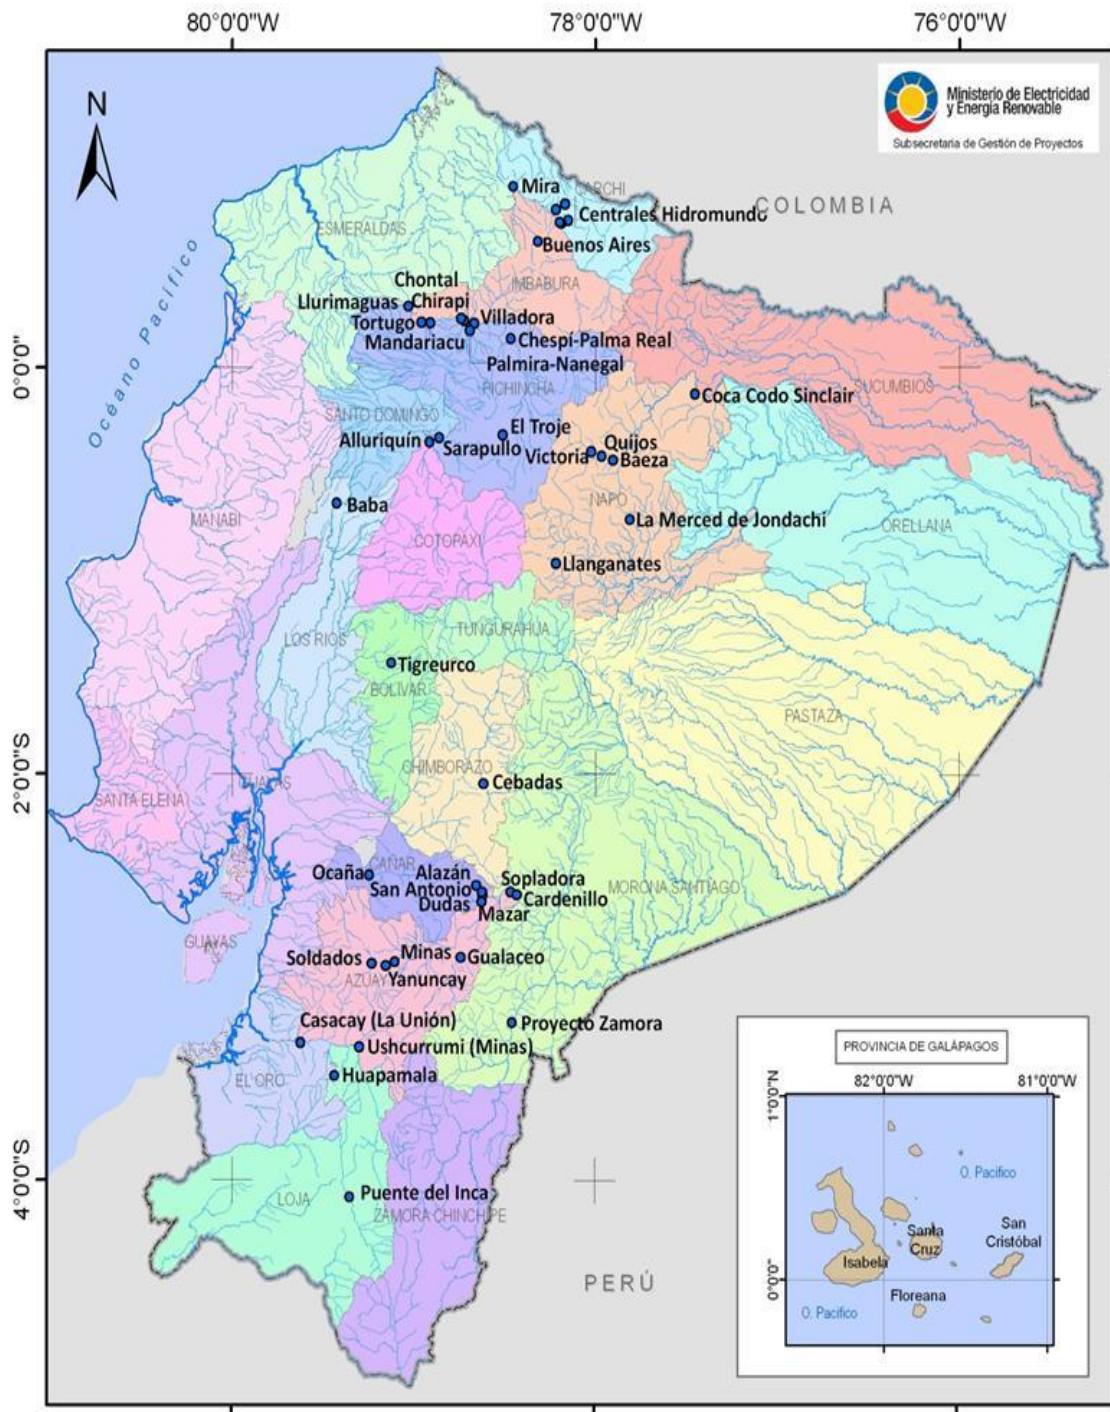 80°0'0"W
78°0'0"W
76°0'0"W
N
Ministerio de Electricidad
y Energía Renovable
Subsecretaria de Gestión de Proyectos
Mira
CARCHI
COLOMBIA
Centrales Hidromundo
ESMERALDAS
Buenos Aires
Océano Pacífico
IMBABURA
Chontal
Llurimaguas
Chirapi
Tortugo
Villadora
Mandariacu
Chespí-Palma Real
0°0'0"
Palmira-Nanegal
PICHINCHA
SUCUMBIOS
Coca Codo Sinclair
SANTO DOMINGO
El Troje
Alluriquín
Sarapullo
Quijos
Victoria
Baeza
Baba
NAPO
MANABI
La Merced de Jondachi
ORELLANA
COTOPAXI
Llanganates
TUNGURAHUA
LOS RIOS
Tigreurco
BOLIVAR
PASTAZA
CHIMBORAZO
2°0'0"S
Cebadas
GUAYAS
SANTA ELENA
CAÑAR
Ocaña
Alazán
Sopladora
San Antonio
MORONA SANTIAGO
Cardenillo
Dudas
Mazar
GUAYAS
Minas
Soldados
Gualaceo
AZUAY
Yanuncay
Casacay (La Unión)
Proyecto Zamora
Ushcurrumi (Minas)
EL ORO
Huapamala
4°0'0"S
LOJA
Puente del Inca
ZAMORA CHINCHIPE
PERÚ
PROVINCIA DE GALÁPAGOS
82°0'0"W
81°0'0"W
1°0'0"N
O. Pacifico
San
Cristóbal
Santa
Cruz
Isabela
0°0'0"
Floreana
O. Pacifico